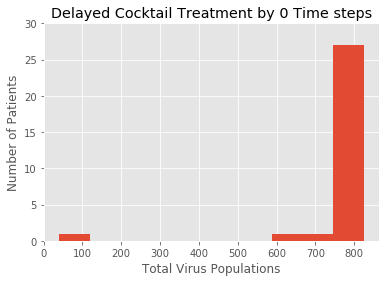 Delayed Cocktail Treatment by 0 Time steps
30
25
20
15
10
5
0
Number of Patients
0 100 200 300 400 500 600 700 800
Total Virus Populations